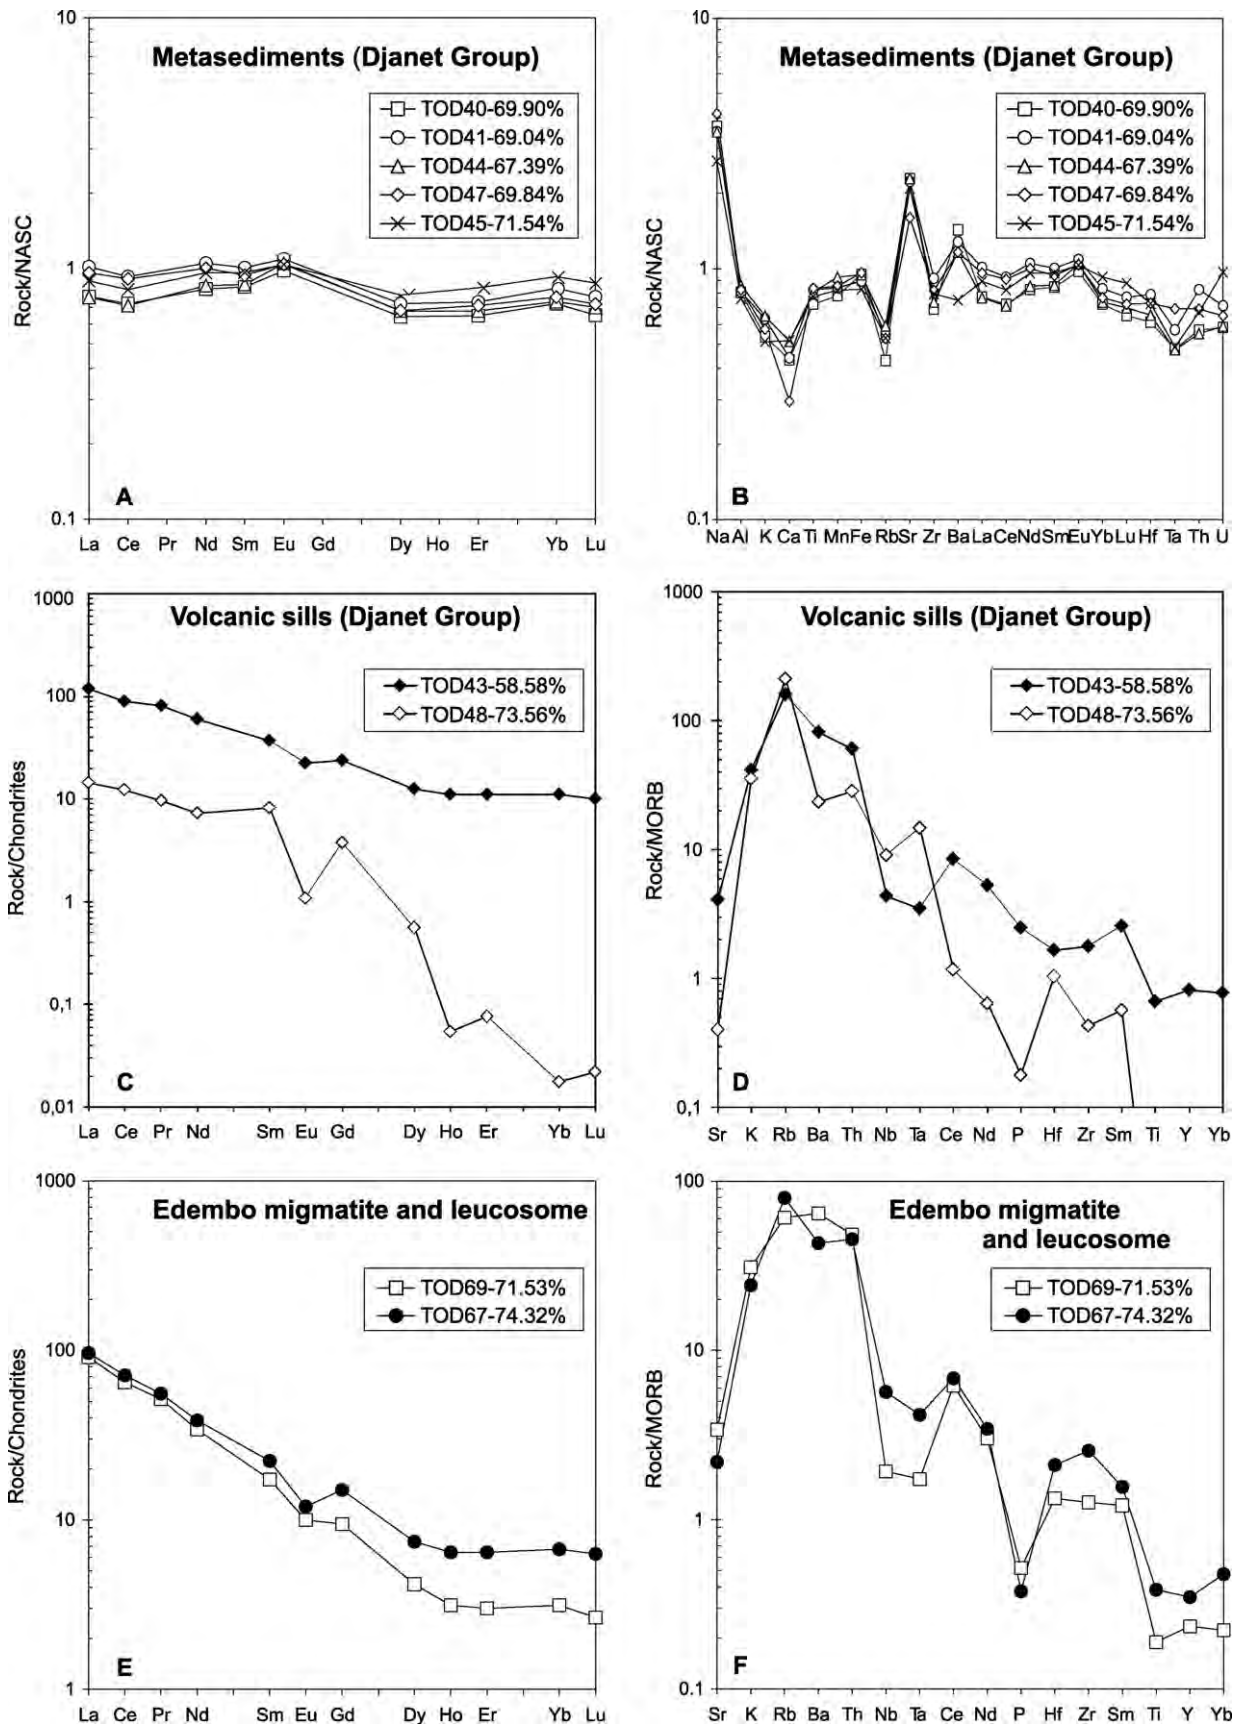 Metasediments (Djanet Group)
TOD40-69.90%
TOD41-69.04%
TOD44-67.39%
TOD47-69.84%
TOD45-71.54%
Rock/NASC
10
1
0.1
A
La Ce Pr Nd Sm Eu Gd Dy Ho Er Yb Lu
Metasediments (Djanet Group)
TOD40-69.90%
TOD41-69.04%
TOD44-67.39%
TOD47-69.84%
TOD45-71.54%
Rock/NASC
10
1
0.1
B
Na Al K Ca Ti Mn Fe Rb Sr Zr Ba La Ce Nd Sm Eu Yb Lu Hf Ta Th U
Volcanic sills (Djanet Group)
TOD43-58.58%
TOD48-73.56%
Rock/Chondrites
1000
100
10
1
0,1
0,01
C
La Ce Pr Nd Sm Eu Gd Dy Ho Er Yb Lu
Volcanic sills (Djanet Group)
TOD43-58.58%
TOD48-73.56%
Rock/MORB
1000
100
10
1
0,1
D
Sr K Rb Ba Th Nb Ta Ce Nd P Hf Zr Sm Ti Y Yb
Edembo migmatite and leucosome
TOD69-71.53%
TOD67-74.32%
Rock/Chondrites
1000
100
10
1
E
La Ce Pr Nd Sm Eu Gd Dy Ho Er Yb Lu
Edembo migmatite
and leucosome
TOD69-71.53%
TOD67-74.32%
Rock/MORB
100
10
1
0.1
F
Sr K Rb Ba Th Nb Ta Ce Nd P Hf Zr Sm Ti Y Yb